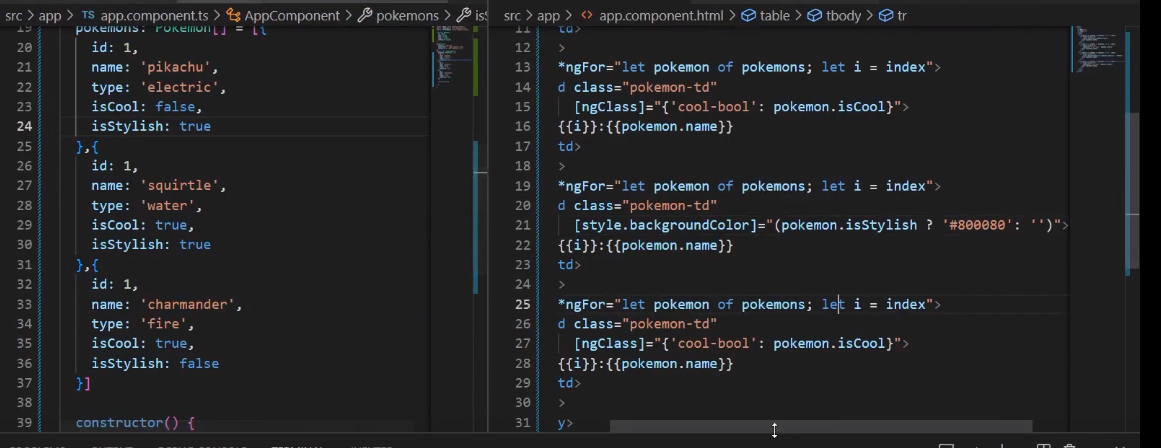 src > app > TS app.component.ts > AppComponent > pokemons >
19 pokemons: Pokemon[] = [{
20 id: 1,
21 name: 'pikachu',
22 type: 'electric',
23 isCool: false,
24 isStylish: true
25 },{
26 id: 1,
27 name: 'squirtle',
28 type: 'water',
29 isCool: true,
30 isStylish: true
31 },{
32 id: 1,
33 name: 'charmander',
34 type: 'fire',
35 isCool: true,
36 isStylish: false
37 }]
38
39 constructor() {
src > app > <> app.component.html > table > tbody > tr
11 td>
12 >
13 *ngFor="let pokemon of pokemons; let i = index">
14 d class="pokemon-td"
15 [ngClass]="{'cool-bool': pokemon.isCool}">
16 {{i}}:{{pokemon.name}}
17 td>
18 >
19 *ngFor="let pokemon of pokemons; let i = index">
20 d class="pokemon-td"
21 [style.backgroundColor]="(pokemon.isStylish ? '#800080': '')">
22 {{i}}:{{pokemon.name}}
23 td>
24 >
25 *ngFor="let pokemon of pokemons; let i = index">
26 d class="pokemon-td"
27 [ngClass]="{'cool-bool': pokemon.isCool}">
28 {{i}}:{{pokemon.name}}
29 td>
30 >
31 y>